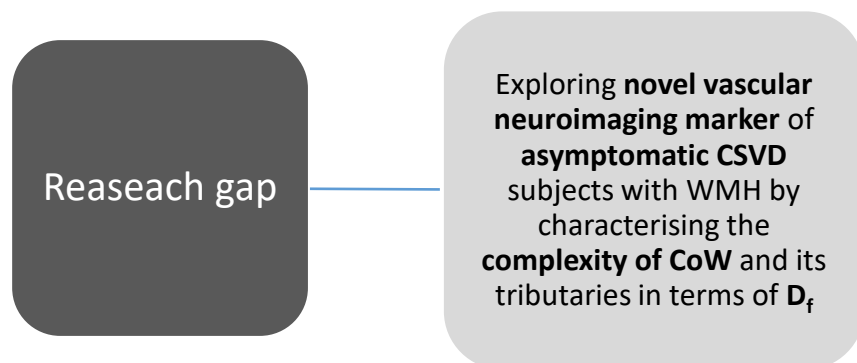 Reaseach gap
Exploring novel vascular
neuroimaging marker of
asymptomatic CSVD
subjects with WMH by
characterising the
complexity of CoW and its
tributaries in terms of Df